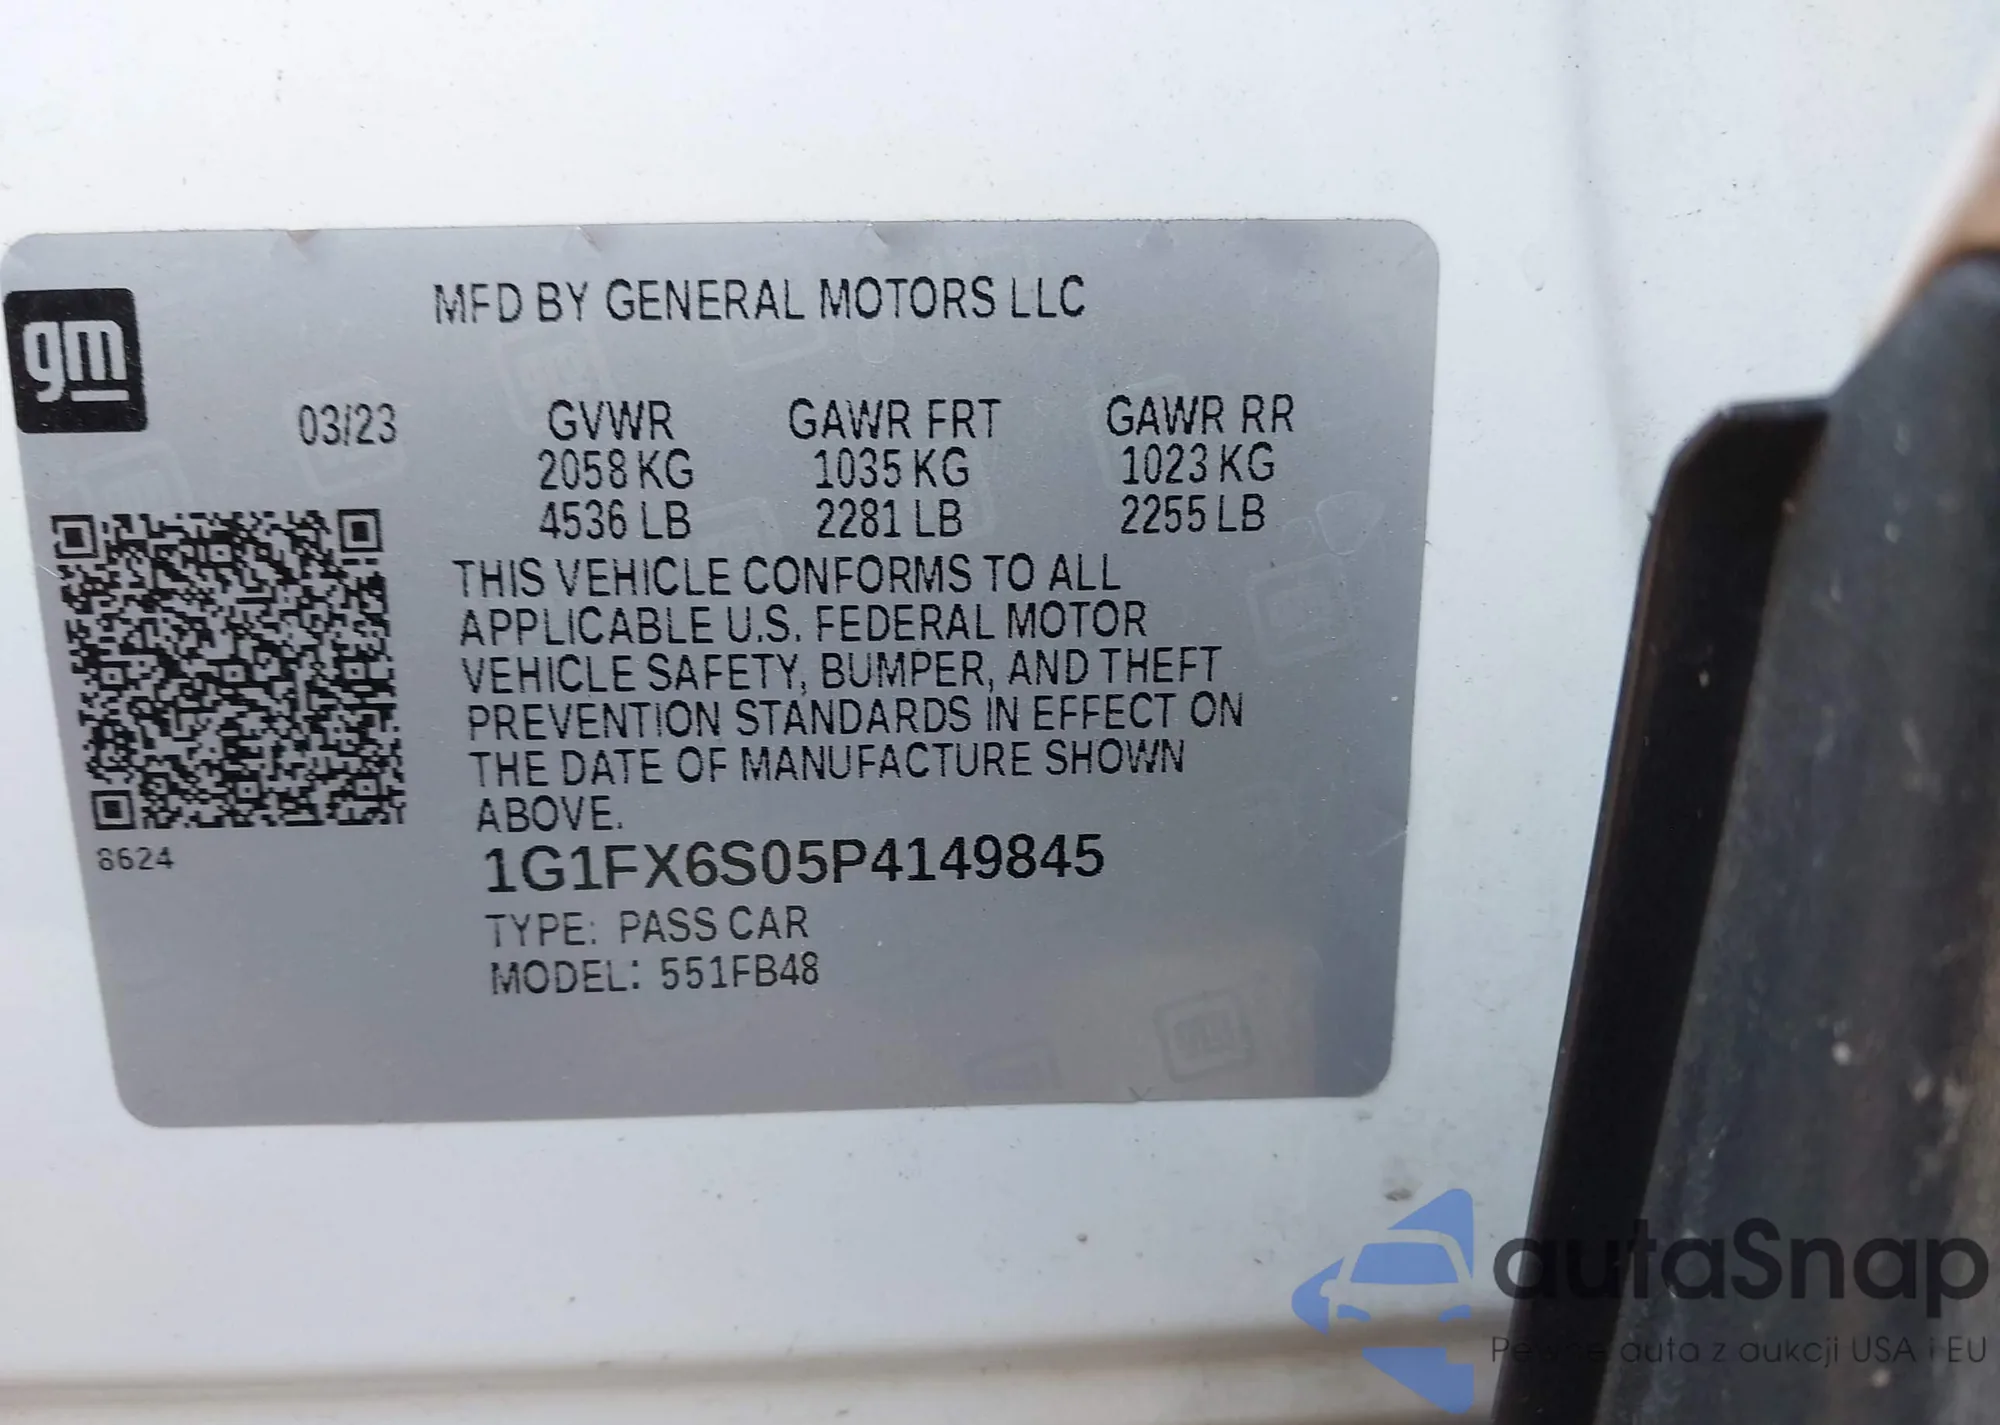 gm
MFD BY GENERAL MOTORS LLC
03/23 GVWR GAWR FRT GAWR RR
2058 KG 1035 KG 1023 KG
4536 LB 2281 LB 2255 LB
THIS VEHICLE CONFORMS TO ALL
APPLICABLE U.S. FEDERAL MOTOR
VEHICLE SAFETY, BUMPER, AND THEFT
PREVENTION STANDARDS IN EFFECT ON
THE DATE OF MANUFACTURE SHOWN
ABOVE.
8624
1G1FX6S05P4149845
TYPE: PASS CAR
MODEL: 551FB48
autaSnap
Pewne auta z aukcji USA i EU